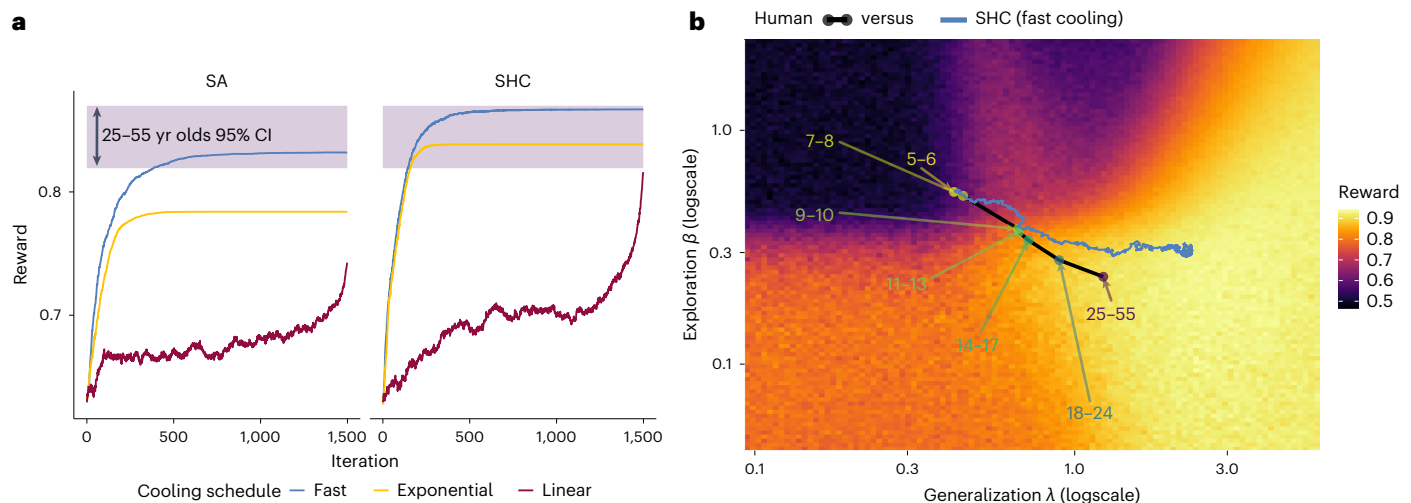 a
SA
SHC
25–55 yr olds 95% CI
Reward
0.8
0.7
0
500
1,000
1,500
0
500
1,000
1,500
Iteration
Cooling schedule
Fast
Exponential
Linear
b
Human
versus
SHC (fast cooling)
Exploration β (logscale)
1.0
0.3
0.1
7–8
5–6
9–10
11–13
14–17
25–55
18–24
0.1
0.3
1.0
3.0
Generalization λ (logscale)
Reward
0.9
0.8
0.7
0.6
0.5